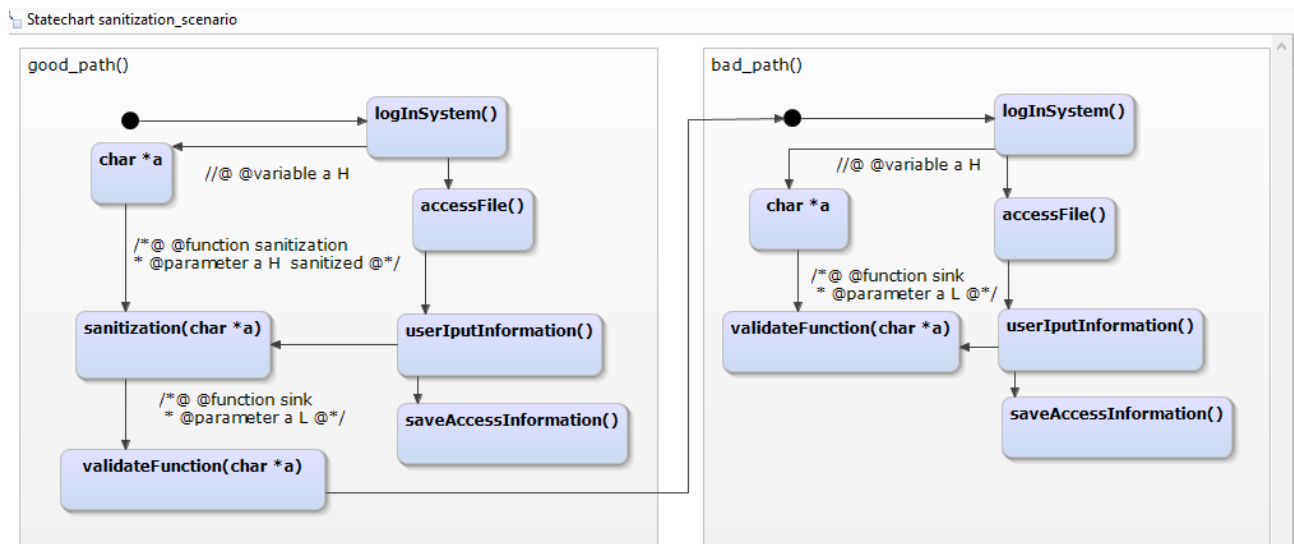 Statechart sanitization_scenario
good_path()
logInSystem()
char *a
//@ @variable a H
accessFile()
/*@ @function sanitization
* @parameter a H  sanitized @*/
sanitization(char *a)
userIputInformation()
/*@ @function sink
* @parameter a L @*/
saveAccessInformation()
validateFunction(char *a)
bad_path()
logInSystem()
//@ @variable a H
char *a
accessFile()
/*@ @function sink
* @parameter a L @*/
validateFunction(char *a)
userIputInformation()
saveAccessInformation()